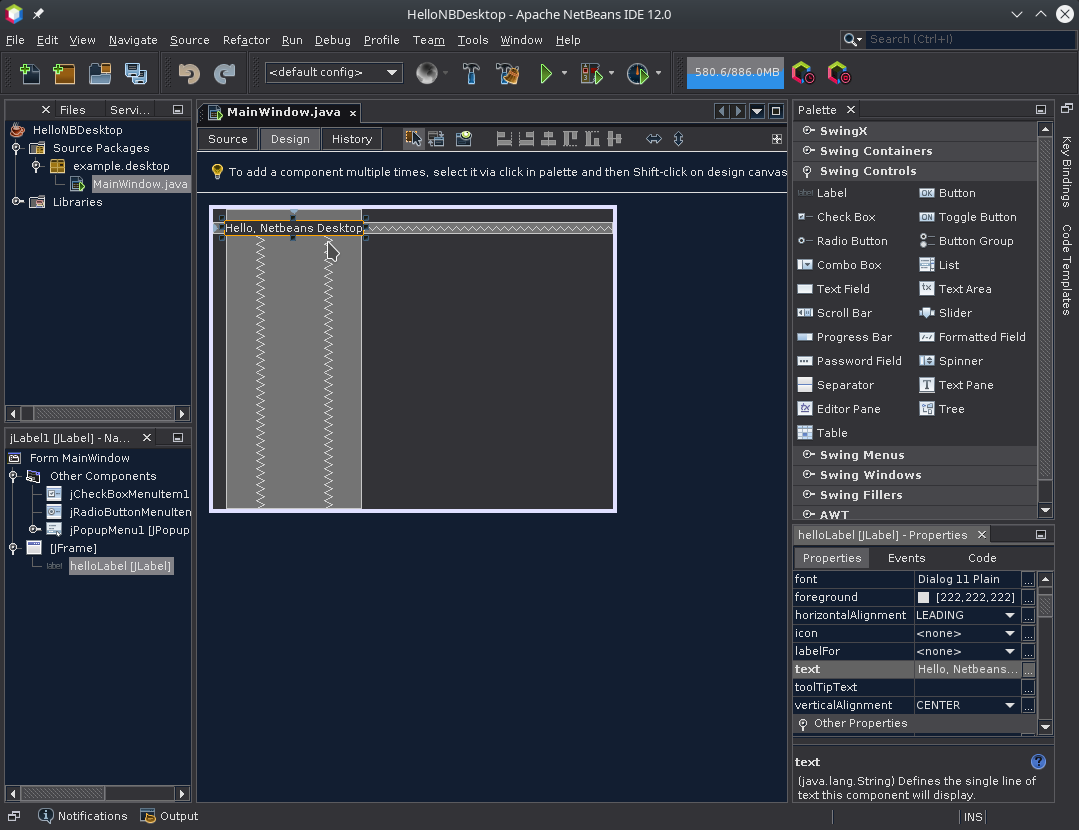 HelloNBDesktop - Apache NetBeans IDE 12.0
File Edit View Navigate Source Refactor Run Debug Profile Team Tools Window Help
Search (Ctrl+I)
<default config>
580.6/886.0MB
Files Servi...
HelloNBDesktop
Source Packages
example.desktop
MainWindow.java
Libraries
jLabel1 [JLabel] - Na...
Form MainWindow
Other Components
jCheckBoxMenuItem1
jRadioButtonMenuIten
jPopupMenu1 [JPopup
[JFrame]
label helloLabel [JLabel]
MainWindow.java
Source Design History
To add a component multiple times, select it via click in palette and then Shift-click on design canvas
Hello, Netbeans Desktop
Palette
SwingX
Swing Containers
Swing Controls
label Label OK Button
Check Box ON Toggle Button
Radio Button Button Group
Combo Box List
Text Field Text Area
Scroll Bar Slider
Progress Bar Formatted Field
Password Field Spinner
Separator T Text Pane
Editor Pane Tree
Table
Swing Menus
Swing Windows
Swing Fillers
AWT
Key Bindings
Code Templates
helloLabel [JLabel] - Properties
Properties Events Code
font Dialog 11 Plain ...
foreground [222,222,222] ...
horizontalAlignment LEADING ...
icon <none> ...
labelFor <none> ...
text Hello, Netbeans... ...
toolTipText ...
verticalAlignment CENTER ...
Other Properties
text ?
(java.lang.String) Defines the single line of
text this component will display.
Notifications Output
INS